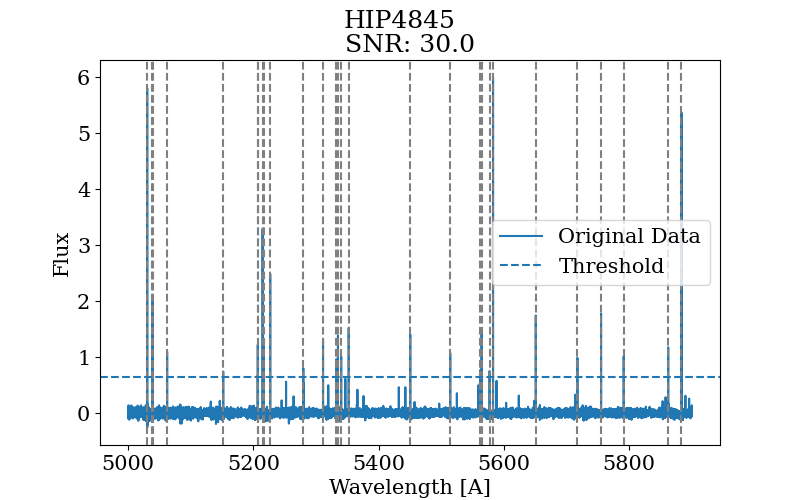 HIP4845
SNR: 30.0
6
5
4
3
2
1
0
Flux
Original Data
Threshold
5000 5200 5400 5600 5800
Wavelength [A]